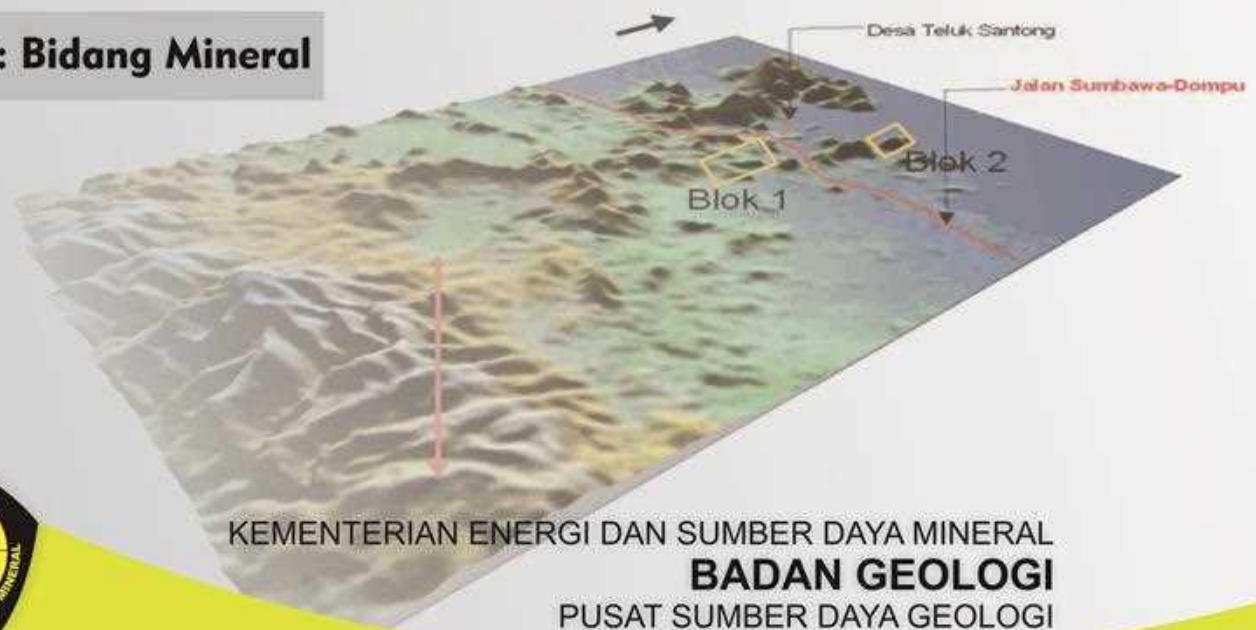 : Bidang Mineral
Desa Teluk Santong
Jalan Sumbawa-Dompu
Blok 2
Blok 1
KEMENTERIAN ENERGI DAN SUMBER DAYA MINERAL
BADAN GEOLOGI
PUSAT SUMBER DAYA GEOLOGI
MINERAL